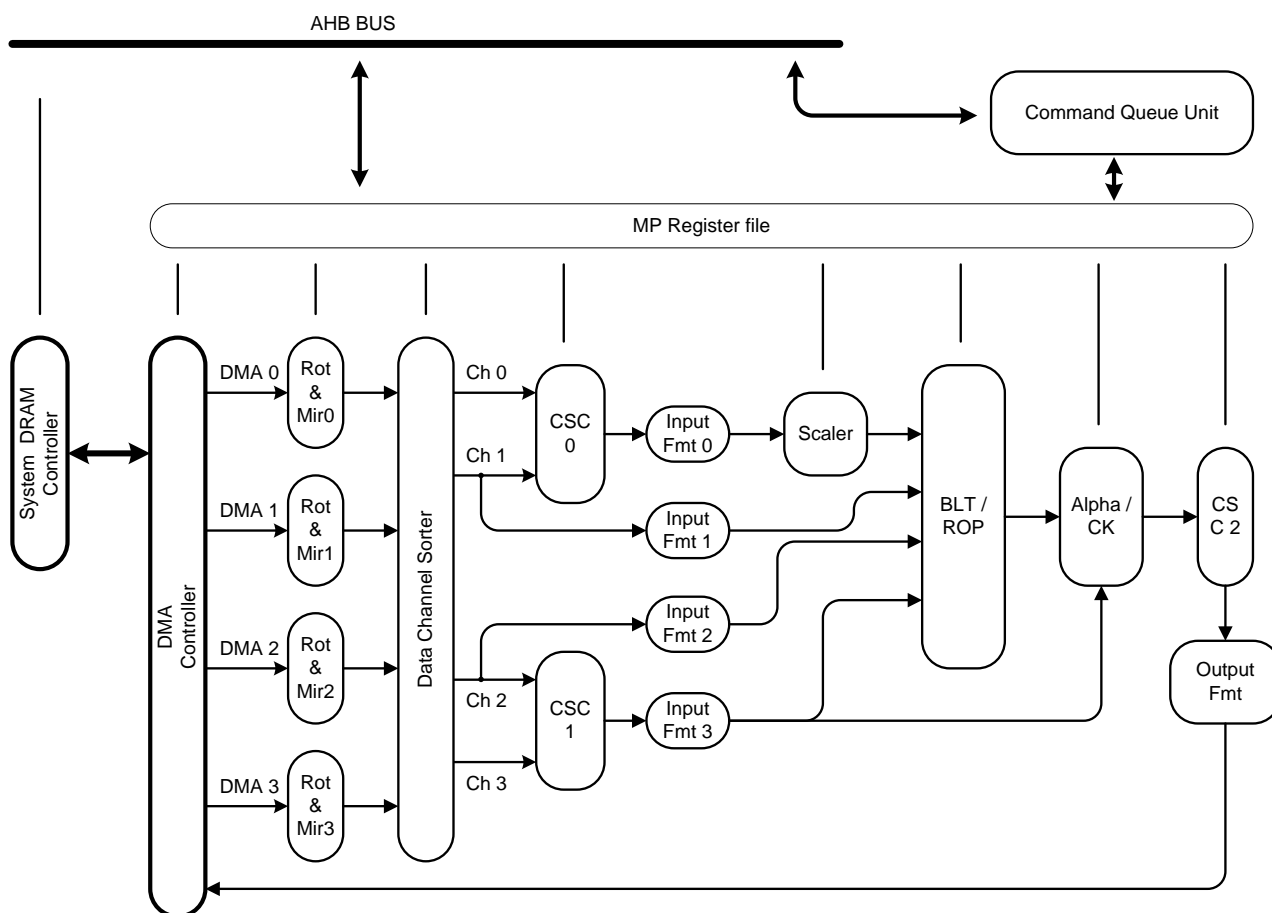 AHB BUS
Command Queue Unit
MP Register file
System DRAM
Controller
DMA
Controller
DMA 0
DMA 1
DMA 2
DMA 3
Rot
&
Mir0
Rot
&
Mir1
Rot
&
Mir2
Rot
&
Mir3
Data Channel Sorter
Ch 0
Ch 1
Ch 2
Ch 3
CSC
0
CSC
1
Input
Fmt 0
Input
Fmt 1
Input
Fmt 2
Input
Fmt 3
Scaler
BLT /
ROP
Alpha /
CK
CS
C 2
Output
Fmt